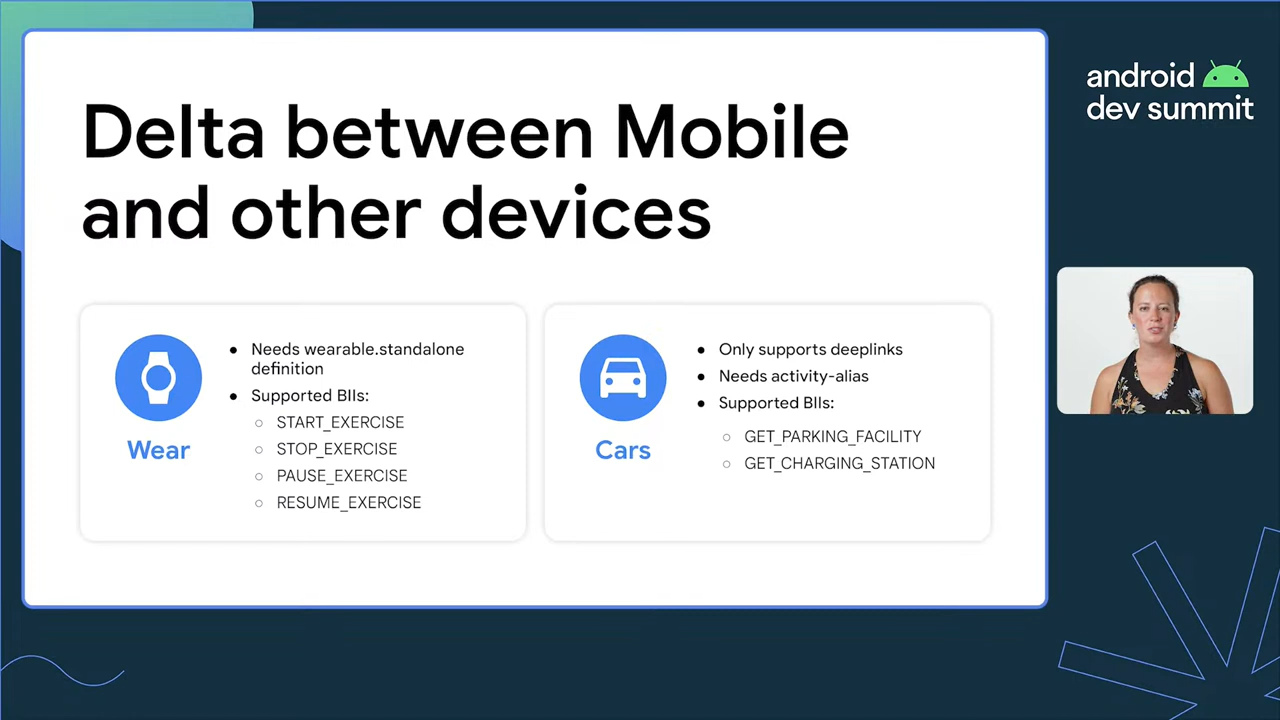 Delta between Mobile
and other devices
android
dev summit
Needs wearable.standalone
definition
Supported BIIs:
START_EXERCISE
STOP_EXERCISE
PAUSE_EXERCISE
RESUME_EXERCISE
Wear
Only supports deeplinks
Needs activity-alias
Supported BIIs:
GET_PARKING_FACILITY
GET_CHARGING_STATION
Cars